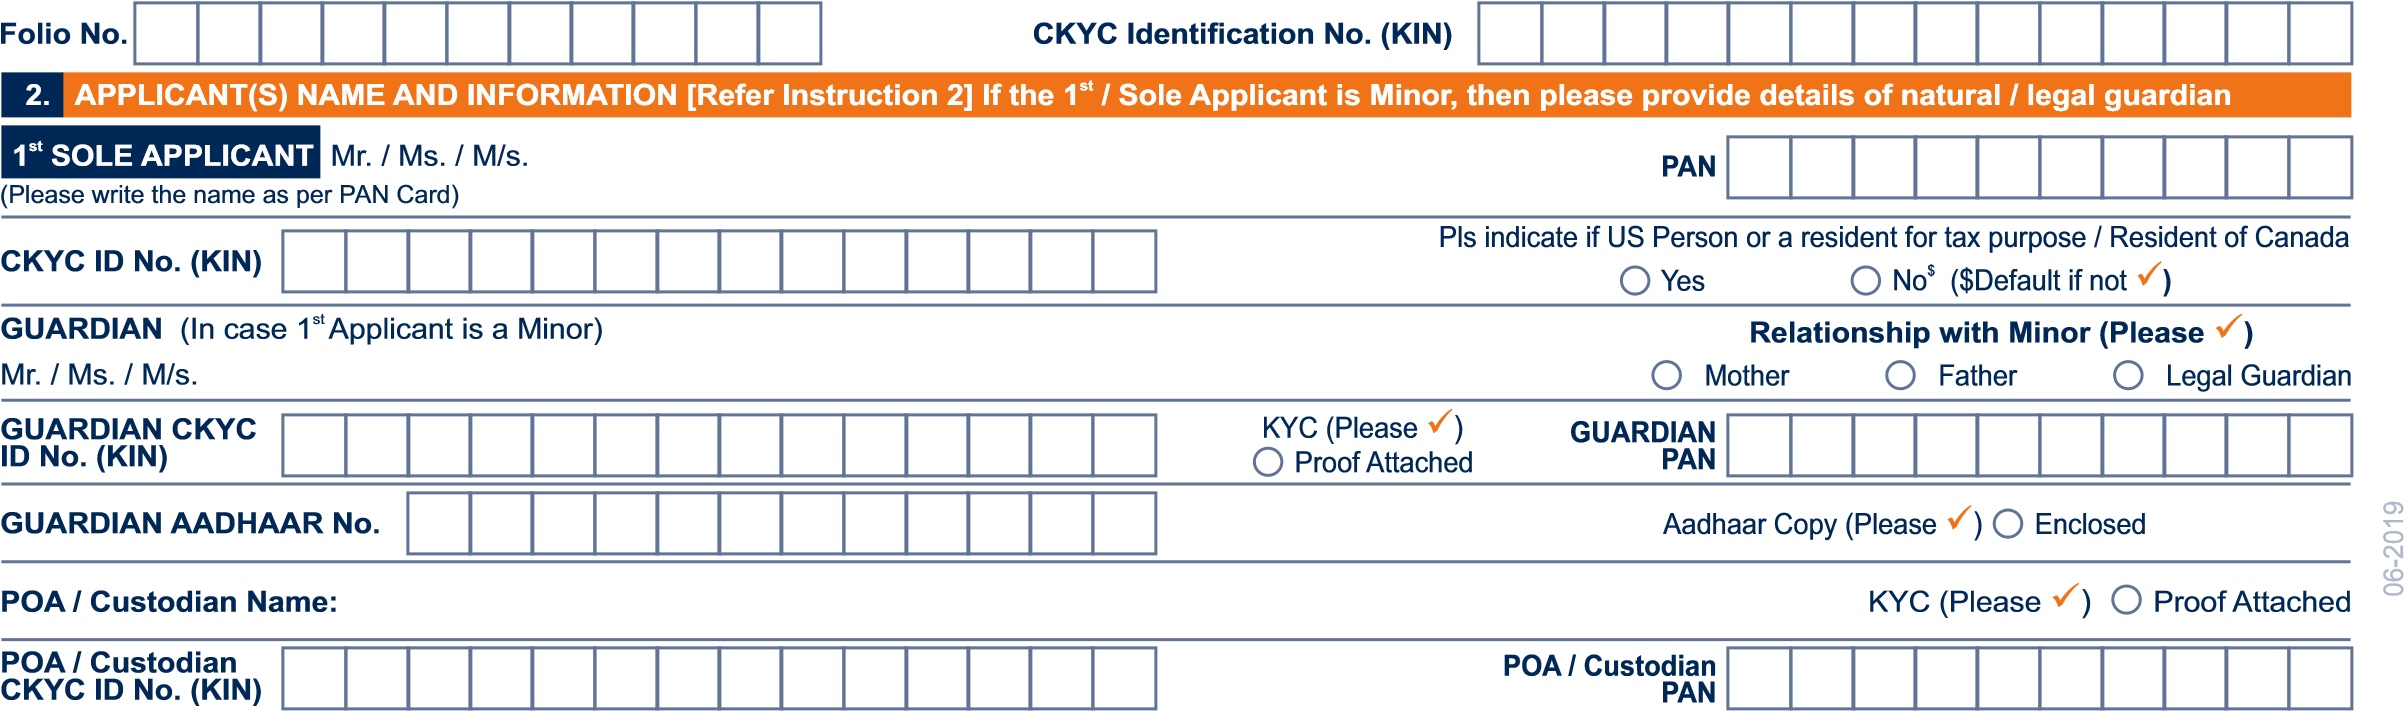 Folio No. CKYC Identification No. (KIN)
2. APPLICANT(S) NAME AND INFORMATION [Refer Instruction 2] If the 1st / Sole Applicant is Minor, then please provide details of natural / legal guardian
1st SOLE APPLICANT Mr. / Ms. / M/s. PAN
(Please write the name as per PAN Card)
Pls indicate if US Person or a resident for tax purpose / Resident of Canada
CKYC ID No. (KIN)
Yes No$ ($Default if not ✓)
GUARDIAN (In case 1st Applicant is a Minor) Relationship with Minor (Please ✓)
Mr. / Ms. / M/s. Mother Father Legal Guardian
GUARDIAN CKYC KYC (Please ✓) GUARDIAN
ID No. (KIN) Proof Attached PAN
GUARDIAN AADHAAR No. Aadhaar Copy (Please ✓) Enclosed
POA / Custodian Name: KYC (Please ✓) Proof Attached
POA / Custodian POA / Custodian
CKYC ID No. (KIN) PAN
06-2019